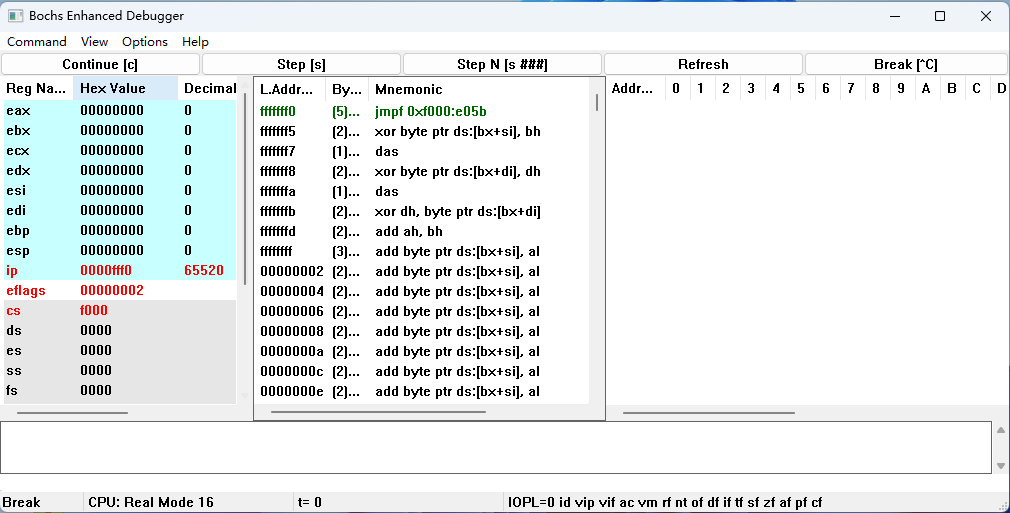 Bochs Enhanced Debugger
Command View Options Help
Continue [c] Step [s] Step N [s ###] Refresh Break [^C]
Reg Na... Hex Value Decimal L.Addr... By... Mnemonic Addr... 0 1 2 3 4 5 6 7 8 9 A B C D
eax 00000000 0 fffffff0 (5)... jmpf 0xf000:e05b
ebx 00000000 0 fffffff5 (2)... xor byte ptr ds:[bx+si], bh
ecx 00000000 0 fffffff7 (1)... das
edx 00000000 0 fffffff8 (2)... xor byte ptr ds:[bx+di], dh
esi 00000000 0 fffffffa (1)... das
edi 00000000 0 fffffffb (2)... xor dh, byte ptr ds:[bx+di]
ebp 00000000 0 fffffffd (2)... add ah, bh
esp 00000000 0 ffffffff (3)... add byte ptr ds:[bx+si], al
ip 0000fff0 65520 00000002 (2)... add byte ptr ds:[bx+si], al
eflags 00000002 00000004 (2)... add byte ptr ds:[bx+si], al
cs f000 00000006 (2)... add byte ptr ds:[bx+si], al
ds 0000 00000008 (2)... add byte ptr ds:[bx+si], al
es 0000 0000000a (2)... add byte ptr ds:[bx+si], al
ss 0000 0000000c (2)... add byte ptr ds:[bx+si], al
fs 0000 0000000e (2)... add byte ptr ds:[bx+si], al
Break CPU: Real Mode 16 t= 0 IOPL=0 id vip vif ac vm rf nt of df if tf sf zf af pf cf